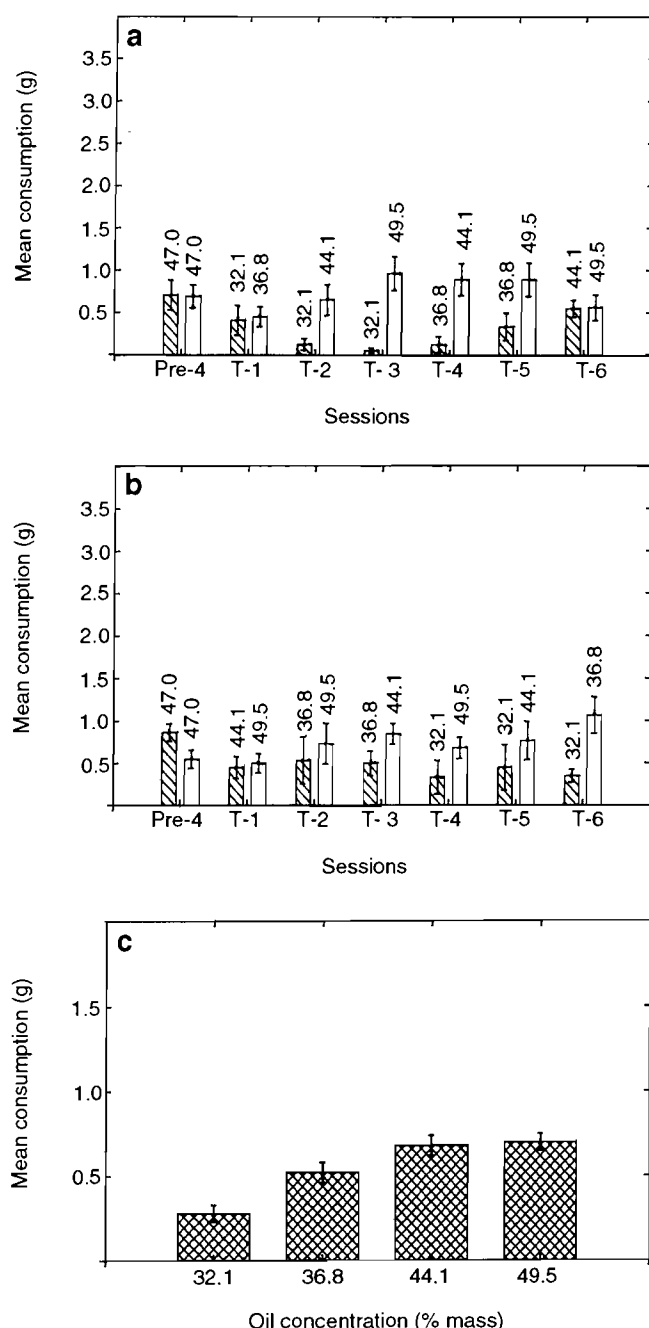 a
Mean consumption (g)
3.5
3.0
2.5
2.0
1.5
1.0
0.5
47.0 47.0 32.1 36.8 32.1 44.1 32.1 49.5 36.8 44.1 36.8 49.5 44.1 49.5
Pre-4 T-1 T-2 T- 3 T-4 T-5 T-6
Sessions
b
Mean consumption (g)
3.5
3.0
2.5
2.0
1.5
1.0
0.5
47.0 47.0 44.1 49.5 36.8 49.5 36.8 44.1 32.1 49.5 32.1 44.1 32.1 36.8
Pre-4 T-1 T-2 T- 3 T-4 T-5 T-6
Sessions
c
Mean consumption (g)
1.5
1.0
0.5
32.1 36.8 44.1 49.5
Oil concentration (% mass)